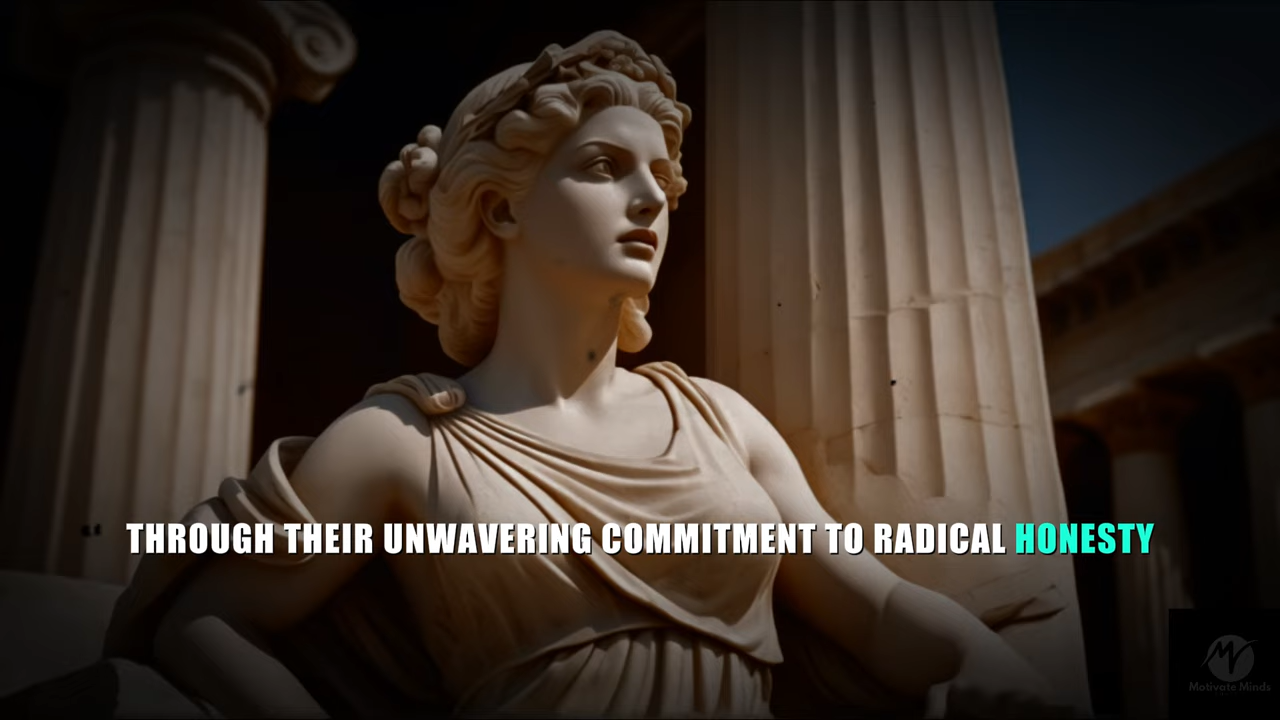 THROUGH THEIR UNWAVERING COMMITMENT TO RADICAL HONESTY
Motivate Minds